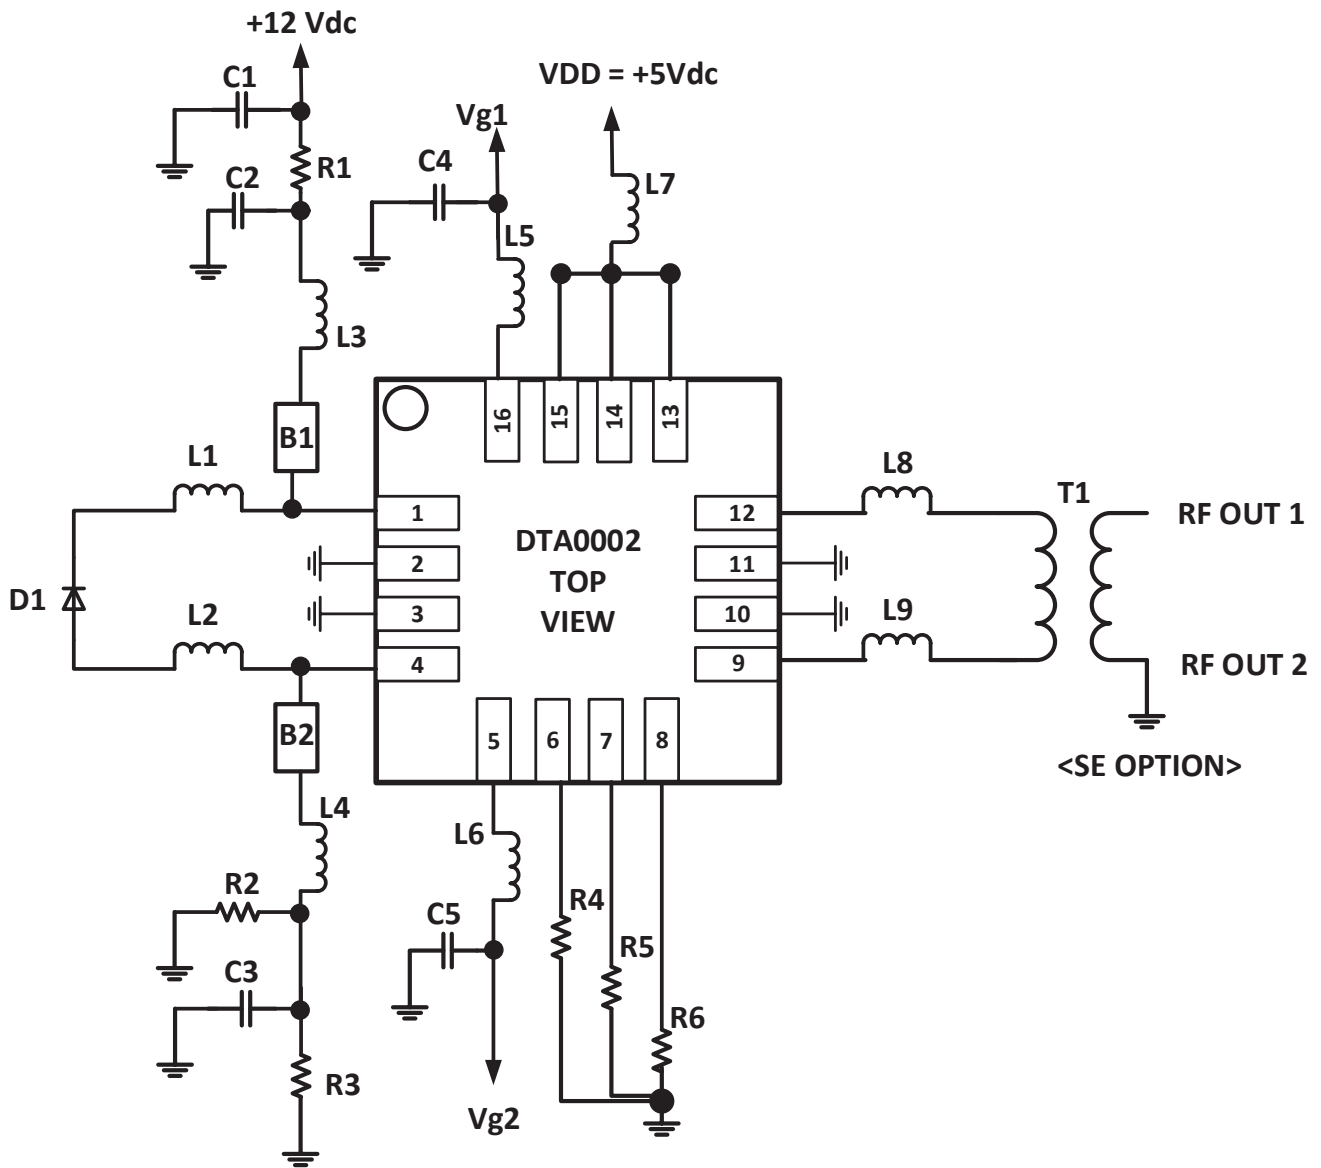 +12 Vdc
C1
VDD = +5Vdc
Vg1
R1
C4
C2
L7
L5
L3
16
15
14
13
B1
L1
L8
T1
1
12
RF OUT 1
DTA0002
TOP
VIEW
2
11
D1
L2
3
10
L9
4
9
RF OUT 2
B2
5
6
7
8
<SE OPTION>
L4
L6
R2
R4
C5
R5
C3
R6
R3
Vg2